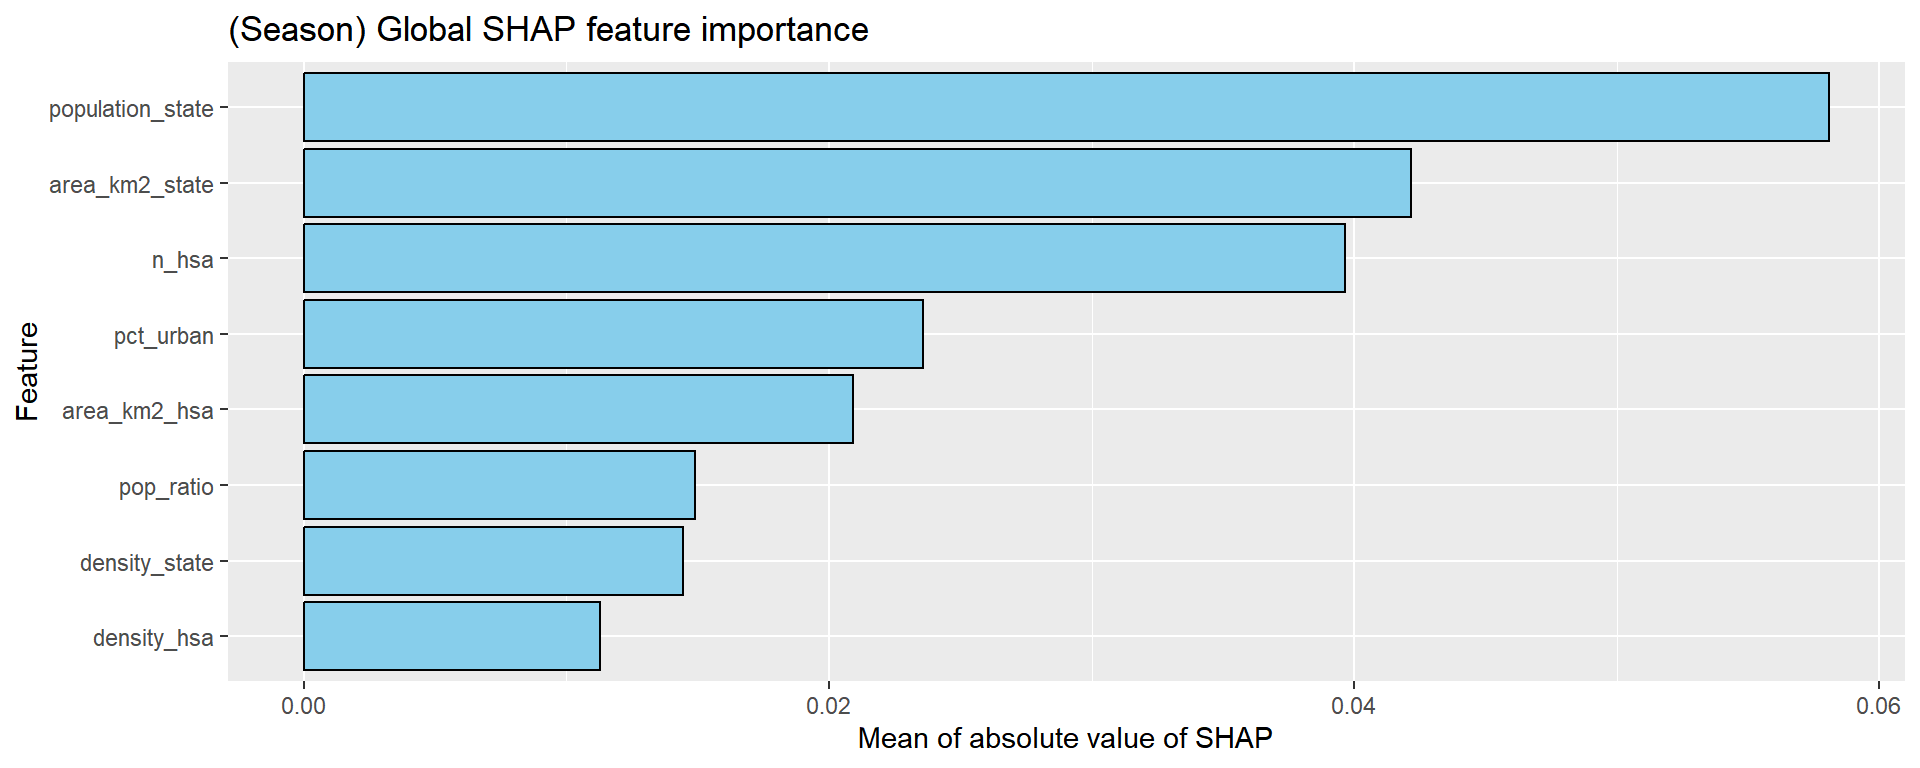 (Season) Global SHAP feature importance
population_state
area_km2_state
n_hsa
pct_urban
area_km2_hsa
pop_ratio
density_state
density_hsa
Feature
0.00 0.02 0.04 0.06
Mean of absolute value of SHAP